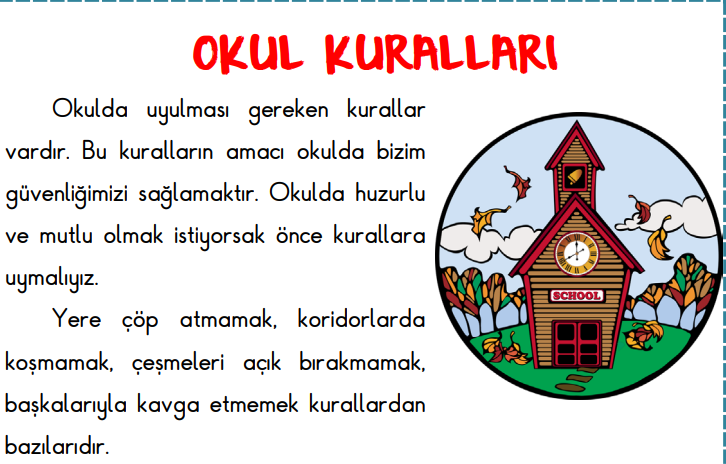 OKUL KURALLARI
Okulda uyulması gereken kurallar
vardır. Bu kuralların amacı okulda bizim
güvenliğimizi sağlamaktır. Okulda huzurlu
ve mutlu olmak istiyorsak önce kurallara
uymalıyız.
Yere çöp atmamak, koridorlarda
koşmamak, çeşmeleri açık bırakmamak,
başkalarıyla kavga etmemek kurallardan
bazılarıdır.
SCHOOL